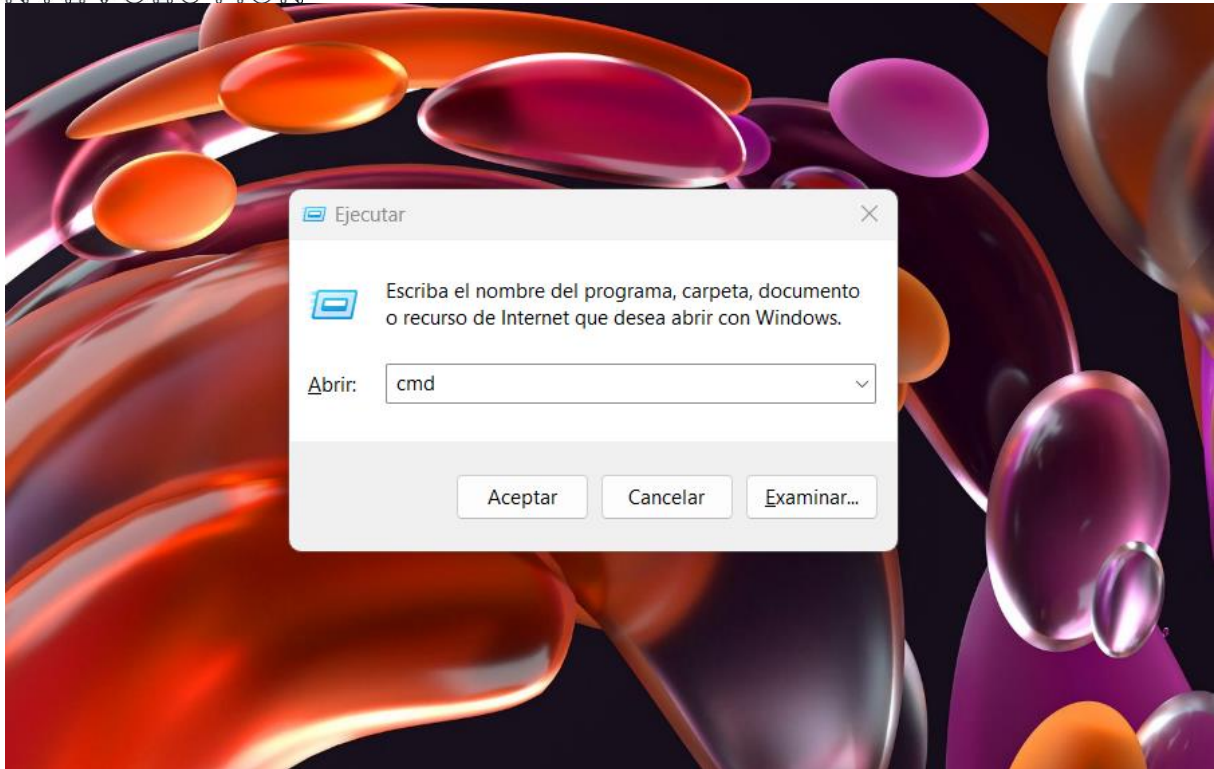 Ejecutar
Escriba el nombre del programa, carpeta, documento
o recurso de Internet que desea abrir con Windows.
Abrir:
cmd
Aceptar
Cancelar
Examinar...